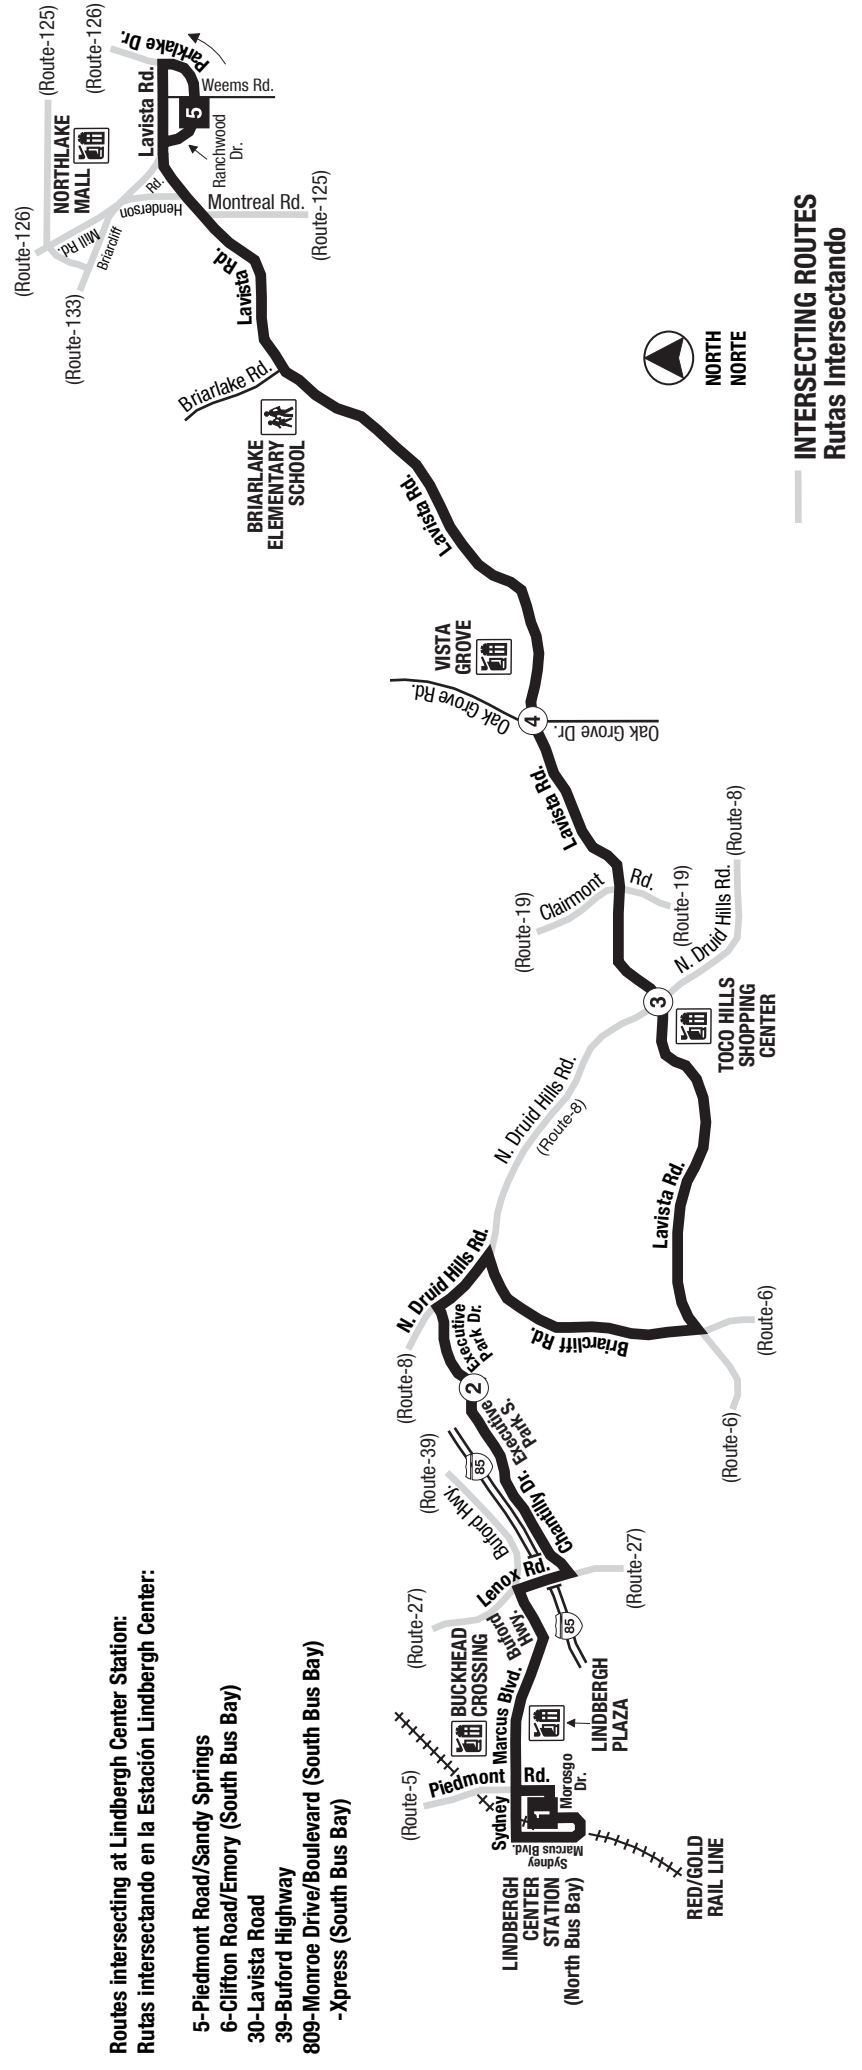 Routes intersecting at Lindbergh Center Station:
Rutas intersectando en la Estación Lindbergh Center:
5-Piedmont Road/Sandy Springs
6-Clifton Road/Emory (South Bus Bay)
30-Lavista Road
39-Buford Highway
809-Monroe Drive/Boulevard (South Bus Bay)
-Xpress (South Bus Bay)
LINDBERGH
CENTER
STATION
(North Bus Bay)
RED/GOLD
RAIL LINE
1
Sydney
Marcus Blvd.
Morosgo
Dr.
Sydney
Marcus Blvd.
Piedmont
Rd.
(Route-5)
BUCKHEAD
CROSSING
LINDBERGH
PLAZA
Buford
Hwy.
(Route-27)
Lenox Rd.
85
(Route-27)
Buford Hwy.
(Route-39)
85
Chantilly Dr.
Executive
Park S.
2
Executive
Park Dr.
(Route-8)
N. Druid Hills Rd.
Briarcliff Rd.
(Route-6)
(Route-6)
Lavista Rd.
N. Druid Hills Rd.
(Route-8)
3
TOCO HILLS
SHOPPING
CENTER
N. Druid Hills Rd.
(Route-8)
(Route-19)
Clairmont
Rd.
(Route-19)
Lavista Rd.
4
Oak Grove Rd.
Oak Grove Dr.
VISTA
GROVE
Lavista Rd.
BRIARLAKE
ELEMENTARY
SCHOOL
Briarlake Rd.
Lavista
Rd.
(Route-133)
(Route-126)
Briarcliff
Mill Rd.
Henderson
Rd.
Montreal Rd.
(Route-125)
NORTHLAKE
MALL
(Route-125)
(Route-126)
Lavista Rd.
Parklake Dr.
Ranchwood
Dr.
5
Weems Rd.
NORTH
NORTE
INTERSECTING ROUTES
Rutas Intersectando